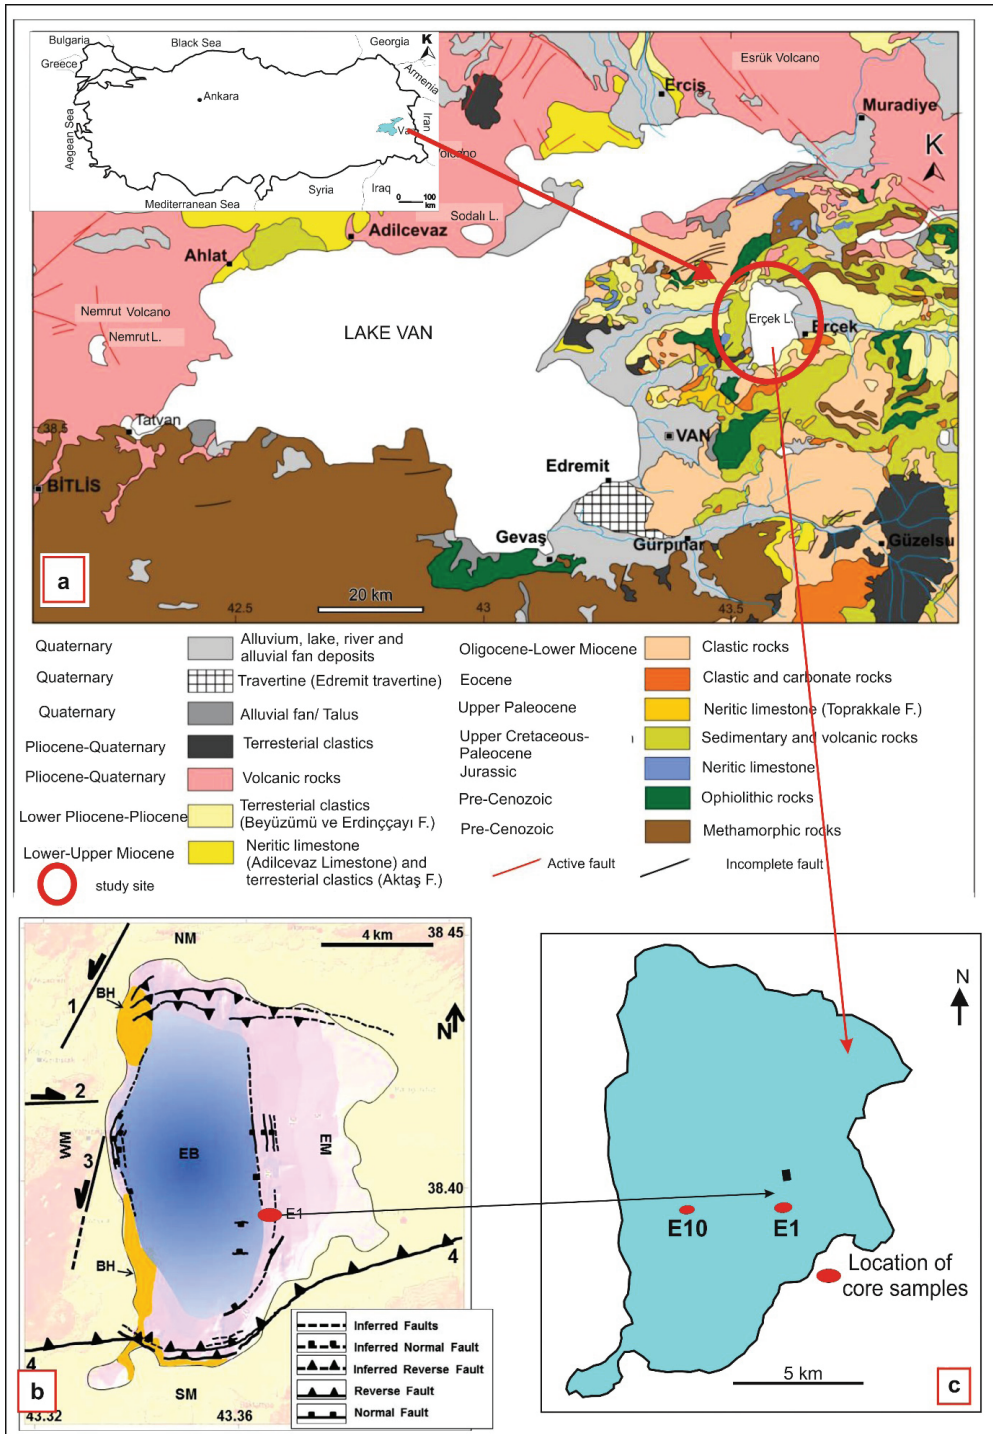 Bulgaria
Black Sea
Georgia
K
Greece
Armenia
Ankara
Aegean Sea
Iran
Syria
Iraq
Mediterranean Sea
0 100
km
Esrük Volcano
Erciş
Muradiye
K
Sodalı L.
Adilcevaz
Ahlat
Nemrut Volcano
Nemrut L.
LAKE VAN
Erçek L.
Erçek
Tatvan
38.5
VAN
BİTLİS
Edremit
Gevaş
Gürpınar
Güzelsu
a
20 km
42.5
43
43.5
Quaternary
Alluvium, lake, river and
alluvial fan deposits
Quaternary
Travertine (Edremit travertine)
Quaternary
Alluvial fan/ Talus
Pliocene-Quaternary
Terresterial clastics
Pliocene-Quaternary
Volcanic rocks
Lower Pliocene-Pliocene
Terresterial clastics
(Beyüzümü ve Erdinççayı F.)
Lower-Upper Miocene
Neritic limestone
(Adilcevaz Limestone) and
terresterial clastics (Aktaş F.)
study site
Oligocene-Lower Miocene
Clastic rocks
Eocene
Clastic and carbonate rocks
Upper Paleocene
Neritic limestone (Toprakkale F.)
Upper Cretaceous-
Paleocene
Sedimentary and volcanic rocks
Jurassic
Neritic limestone
Pre-Cenozoic
Ophiolithic rocks
Pre-Cenozoic
Methamorphic rocks
Active fault
Incomplete fault
NM
4 km
38 45
BH
1
N
2
WM
3
EB
EM
38.40
E1
BH
4
4
SM
b
43.32
43.36
Inferred Faults
Inferred Normal Fault
Inferred Reverse Fault
Reverse Fault
Normal Fault
N
E10
E1
Location of
core samples
5 km
c